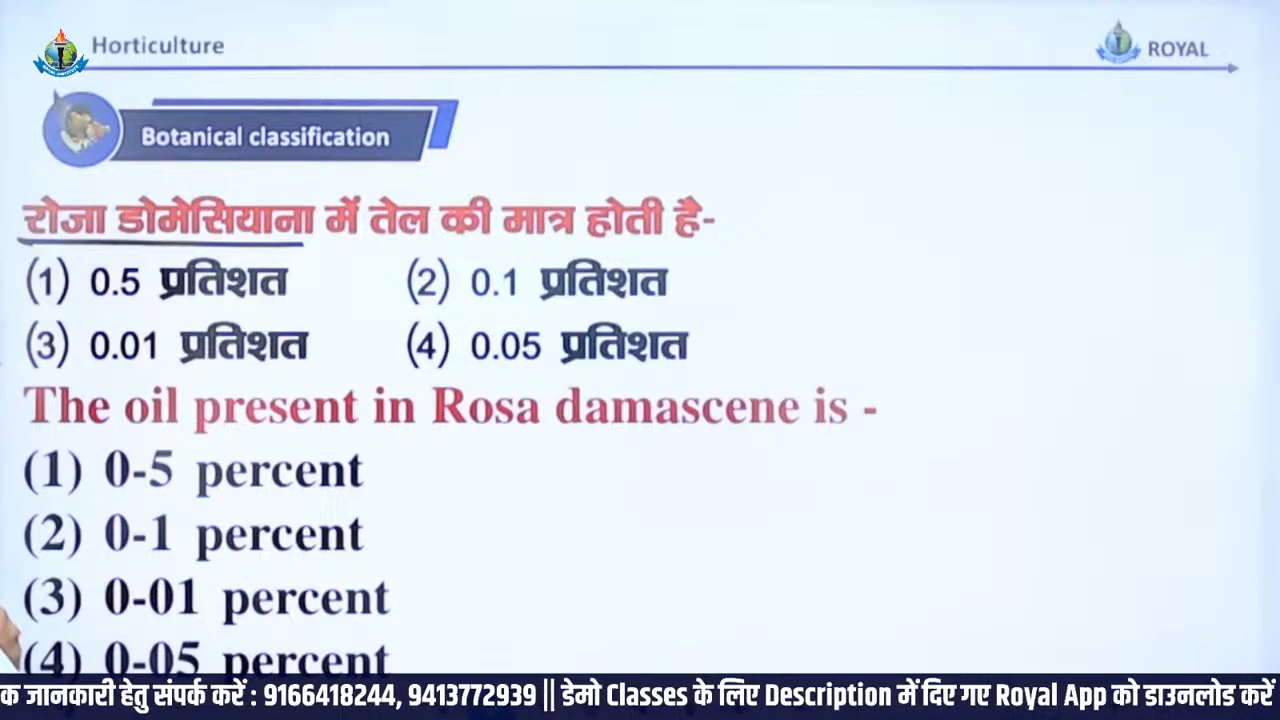 Horticulture
ROYAL
Botanical classification
रोजा डोमेसियाना में तेल की मात्र होती है-
(1) 0.5 प्रतिशत (2) 0.1 प्रतिशत
(3) 0.01 प्रतिशत (4) 0.05 प्रतिशत
The oil present in Rosa damascene is -
(1) 0-5 percent
(2) 0-1 percent
(3) 0-01 percent
(4) 0-05 percent
क जानकारी हेतु संपर्क करें : 9166418244, 9413772939 || डेमो Classes के लिए Description में दिए गए Royal App को डाउनलोड करें